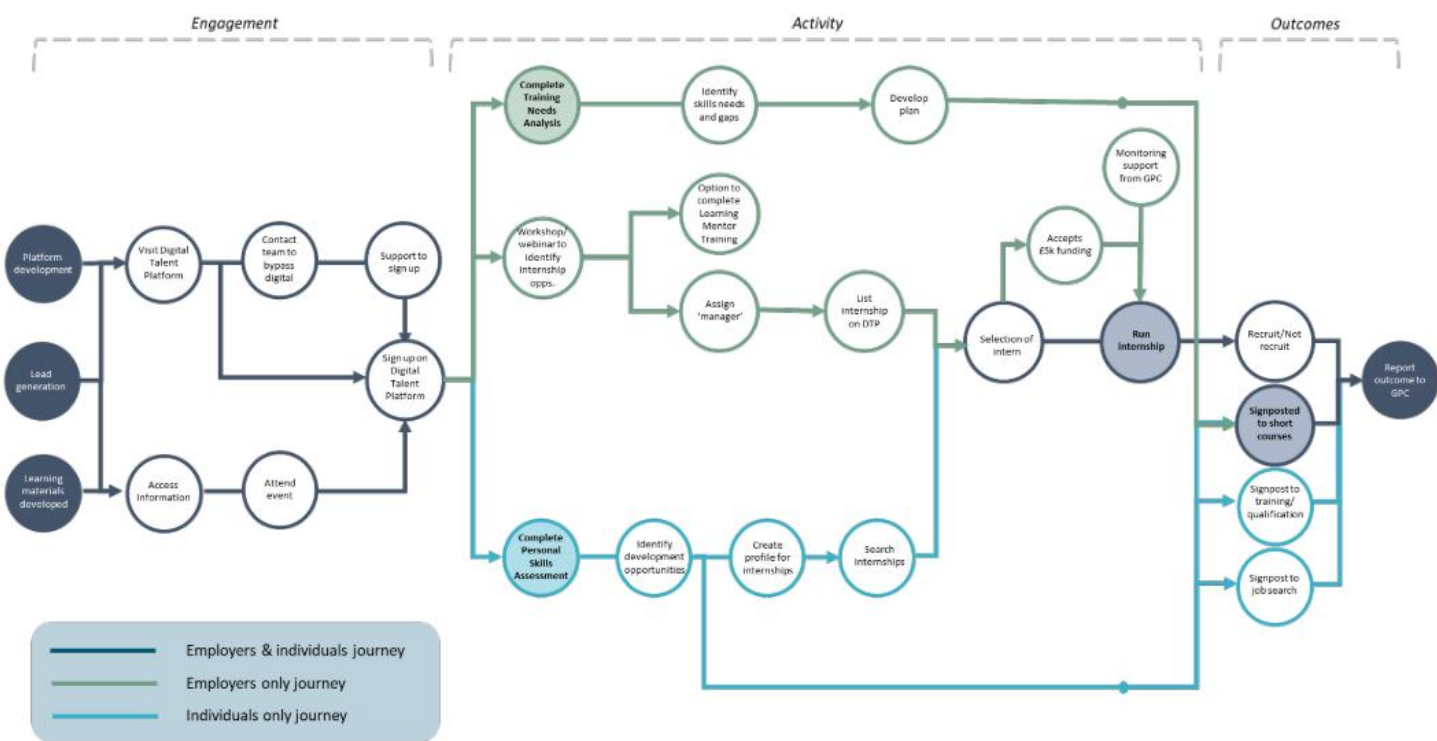 Engagement
Activity
Outcomes
Platform
development
Lead
generation
Learning
materials
developed
Visit Digital
Talent
Platform
Contact
team to
bypass
digital
Support to
sign up
Sign up on
Digital
Talent
Platform
Access
information
Attend
event
Complete
Training
Needs
Analysis
Identify
skills needs
and gaps
Develop
plan
Workshop/
webinar to
identify
internship
opps.
Option to
complete
Learning
Mentor
Training
Assign
'manager'
List
internship
on DTP
Monitoring
support
from GPC
Accepts
£5k funding
Selection of
intern
Run
internship
Complete
Personal
Skills
Assessment
Identify
development
opportunities
Create
profile for
internships
Search
internships
Recruit/Not
recruit
Signposted
to short
courses
Signpost to
training/
qualification
Signpost to
job search
Report
outcome to
GPC
Employers & individuals journey
Employers only journey
Individuals only journey